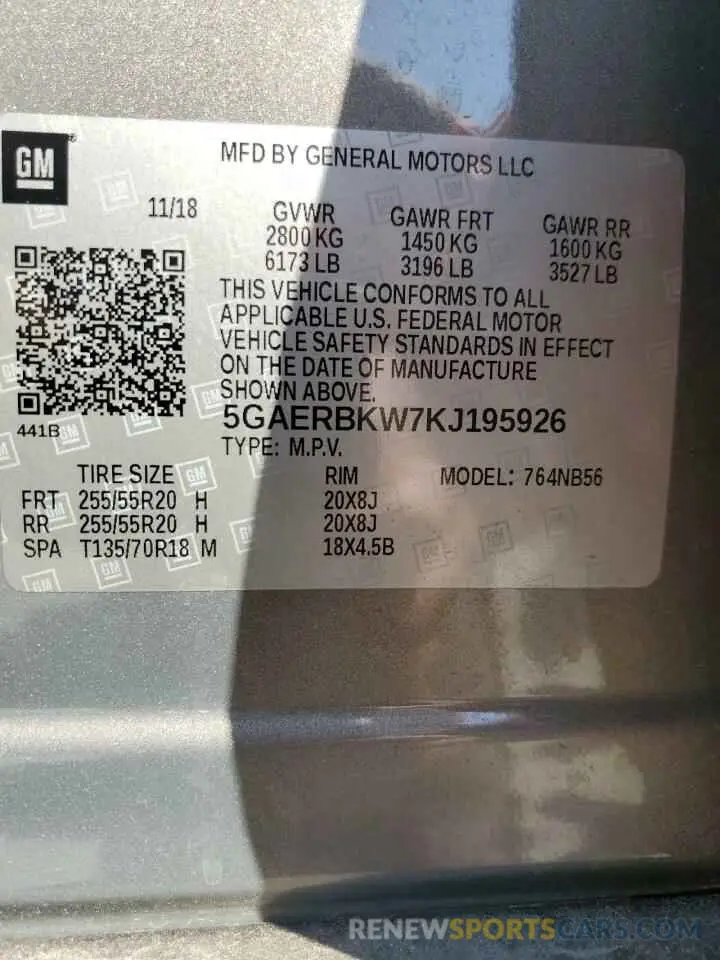 GM
MFD BY GENERAL MOTORS LLC
11/18
GVWR GAWR FRT GAWR RR
2800 KG 1450 KG 1600 KG
6173 LB 3196 LB 3527 LB
THIS VEHICLE CONFORMS TO ALL
APPLICABLE U.S. FEDERAL MOTOR
VEHICLE SAFETY STANDARDS IN EFFECT
ON THE DATE OF MANUFACTURE
SHOWN ABOVE.
441B
5GAERBKW7KJ195926
TYPE: M.P.V.
TIRE SIZE RIM MODEL: 764NB56
FRT 255/55R20 H 20X8J
RR 255/55R20 H 20X8J
SPA T135/70R18 M 18X4.5B
RENEWSPORTSCARS.COM